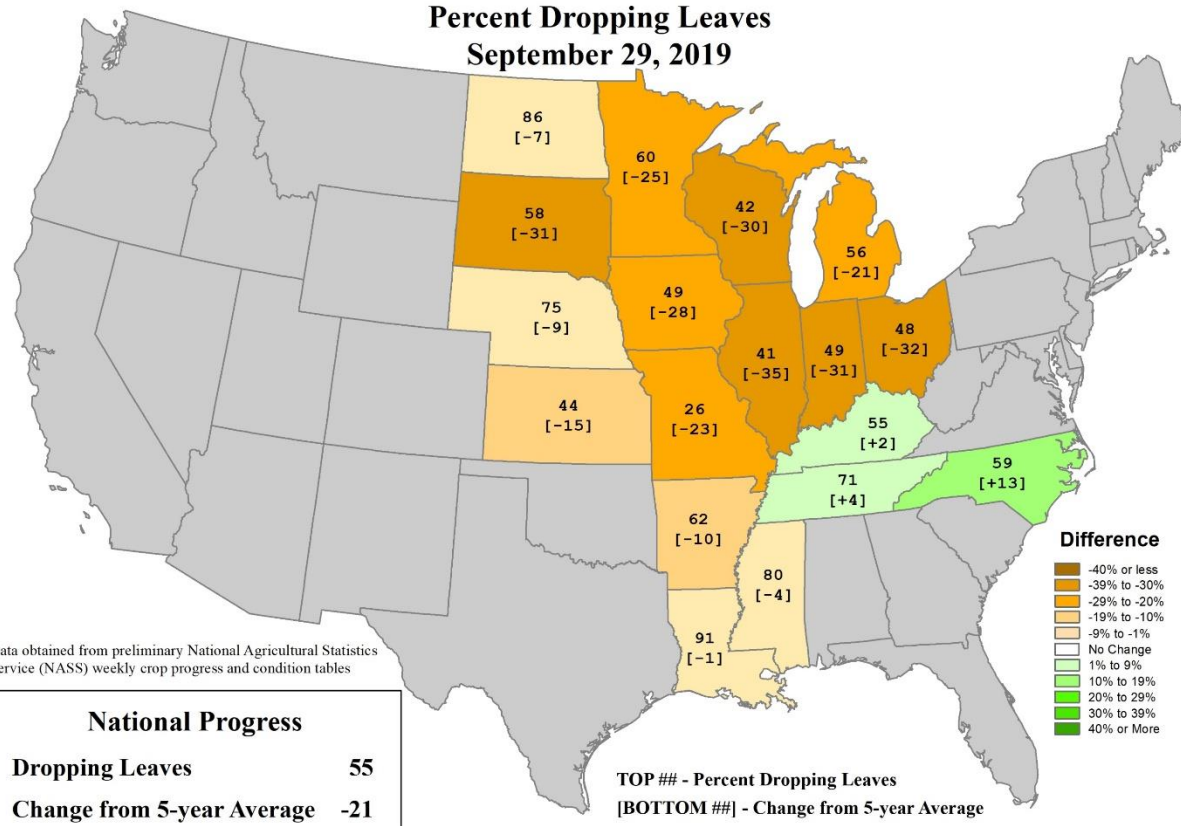 Percent Dropping Leaves
September 29, 2019
86
[-7]
60
[-25]
58
[-31]
42
[-30]
56
[-21]
75
[-9]
49
[-28]
41
[-35]
49
[-31]
48
[-32]
44
[-15]
26
[-23]
55
[+2]
71
[+4]
59
[+13]
62
[-10]
80
[-4]
91
[-1]
Difference
-40% or less
-39% to -30%
-29% to -20%
-19% to -10%
-9% to -1%
No Change
1% to 9%
10% to 19%
20% to 29%
30% to 39%
40% or More
ata obtained from preliminary National Agricultural Statistics
ervice (NASS) weekly crop progress and condition tables
National Progress
Dropping Leaves 55
Change from 5-year Average -21
TOP ## - Percent Dropping Leaves
[BOTTOM ##] - Change from 5-year Average